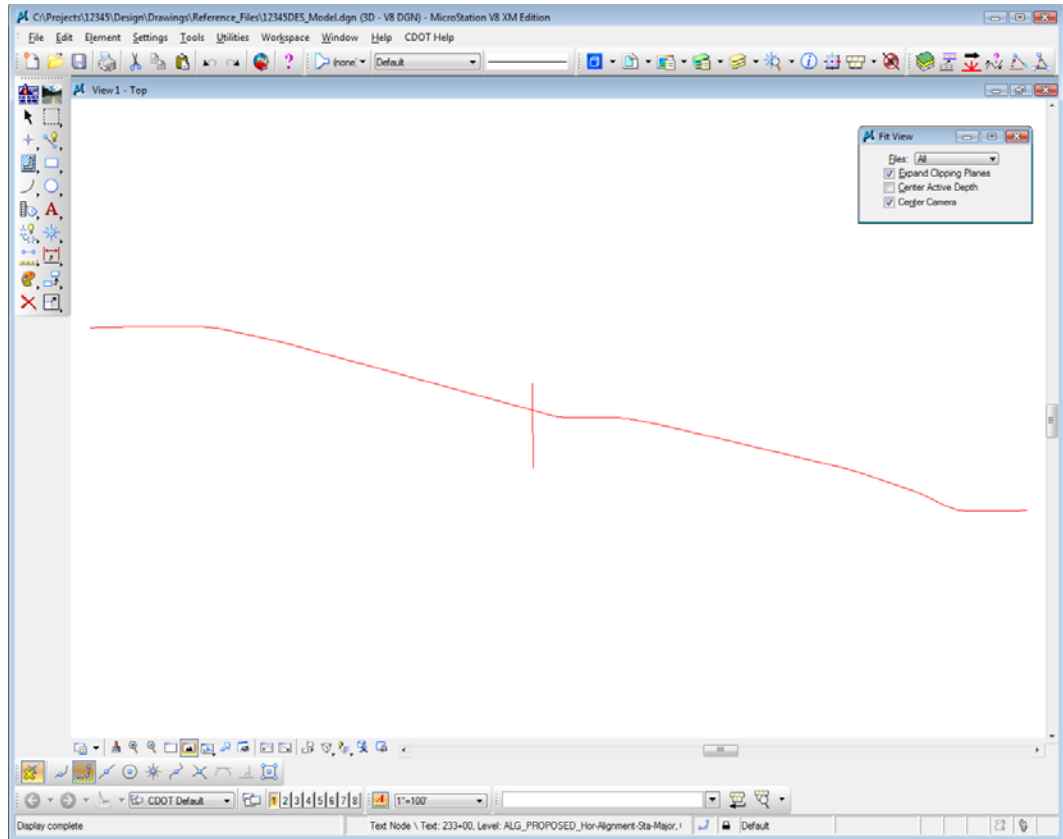 C:\Projects\12345\Design\Drawings\Reference_Files\12345DES_Model.dgn (3D - V8 DGN) - MicroStation V8 XM Edition
File Edit Element Settings Tools Utilities Workspace Window Help CDOT Help
(none) Default
View 1 - Top
Fit View
Files: All
Expand Clipping Planes
Center Active Depth
Center Camera
CDOT Default 1 2 3 4 5 6 7 8 1"=100'
Display complete Text Node \ Text: 233+00, Level: ALG_PROPOSED_Hor-Alignment-Sta-Major, Default